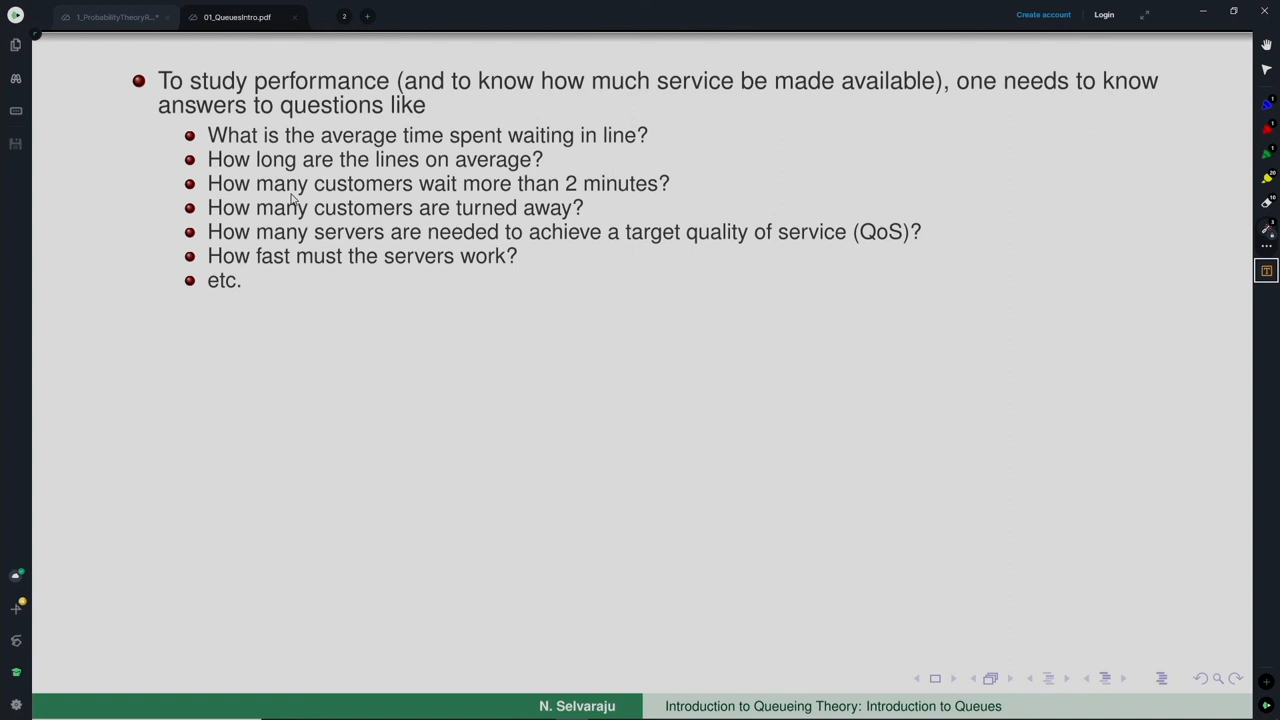 1_ProbabilityTheoryR...*
01_QueuesIntro.pdf
2
Create account
Login
To study performance (and to know how much service be made available), one needs to know
answers to questions like
What is the average time spent waiting in line?
How long are the lines on average?
How many customers wait more than 2 minutes?
How many customers are turned away?
How many servers are needed to achieve a target quality of service (QoS)?
How fast must the servers work?
etc.
N. Selvaraju
Introduction to Queueing Theory: Introduction to Queues